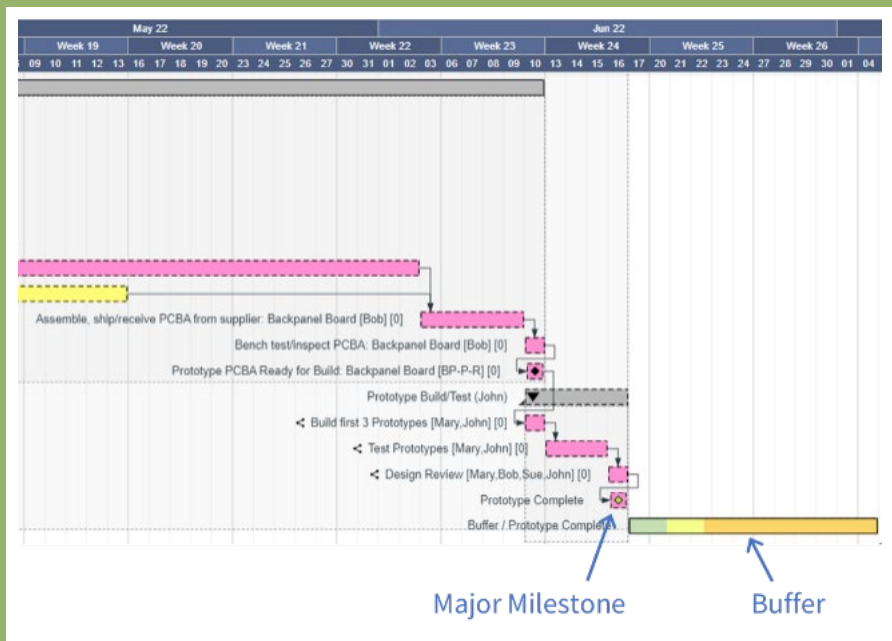 May 22 Jun 22
Week 19 Week 20 Week 21 Week 22 Week 23 Week 24 Week 25 Week 26
09 10 11 12 13 16 17 18 19 20 23 24 25 26 27 30 31 01 02 03 06 07 08 09 10 13 14 15 16 17 20 21 22 23 24 27 28 29 30 01 04
Assemble, ship/receive PCBA from supplier: Backpanel Board [Bob] [0]
Bench test/inspect PCBA: Backpanel Board [Bob] [0]
Prototype PCBA Ready for Build: Backpanel Board [BP-P-R] [0]
Prototype Build/Test (John)
Build first 3 Prototypes [Mary,John] [0]
Test Prototypes [Mary,John] [0]
Design Review [Mary,Bob,Sue,John] [0]
Prototype Complete
Buffer / Prototype Complete
Major Milestone Buffer